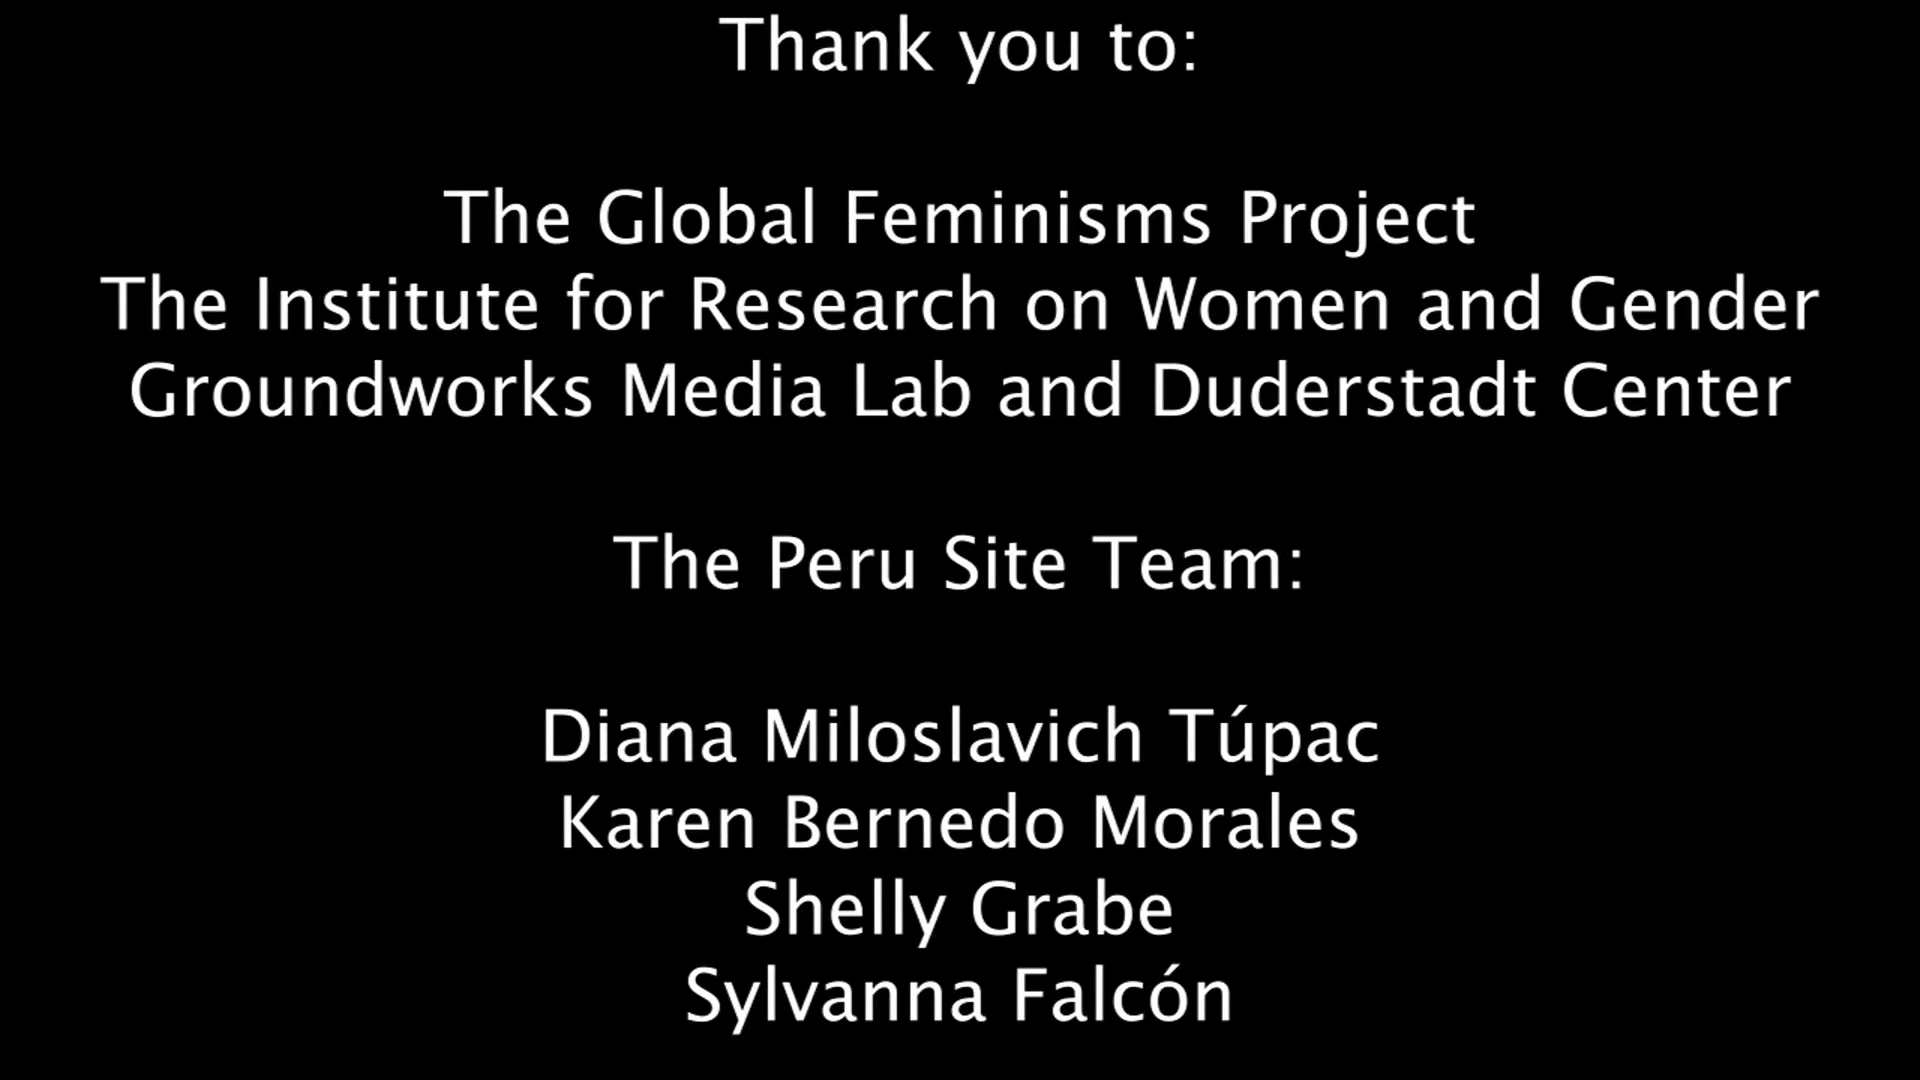 Thank you to:
The Global Feminisms Project
The Institute for Research on Women and Gender
Groundworks Media Lab and Duderstadt Center
The Peru Site Team:
Diana Miloslavich Túpac
Karen Bernedo Morales
Shelly Grabe
Sylvanna Falcón